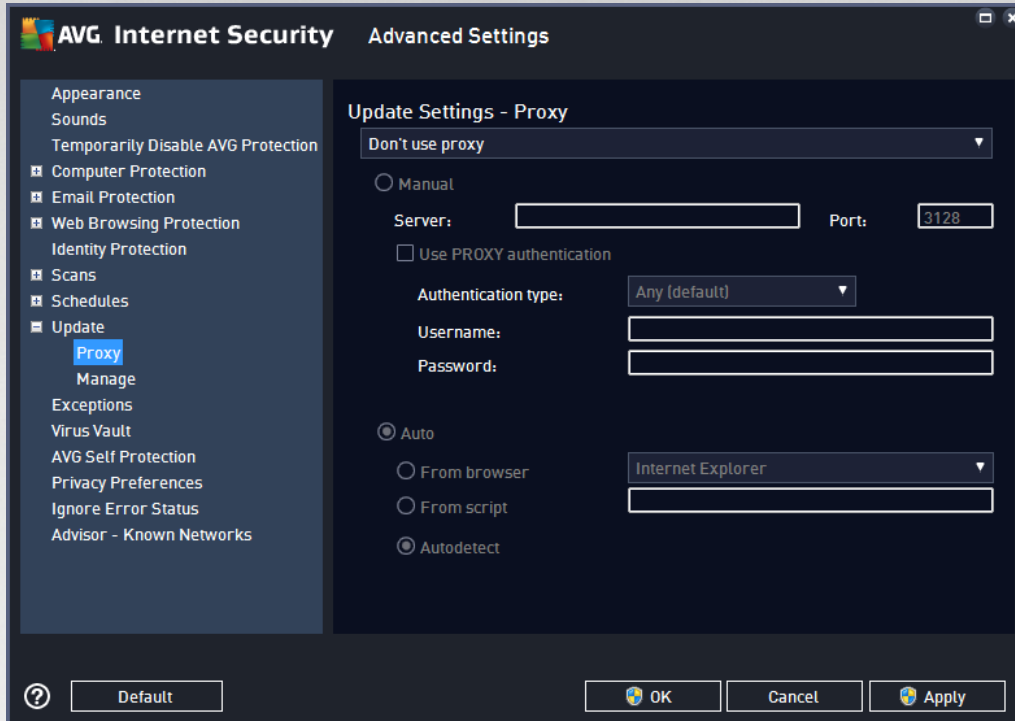 AVG. Internet Security Advanced Settings
Appearance
Sounds
Temporarily Disable AVG Protection
Computer Protection
Email Protection
Web Browsing Protection
Identity Protection
Scans
Schedules
Update
Proxy
Manage
Exceptions
Virus Vault
AVG Self Protection
Privacy Preferences
Ignore Error Status
Advisor - Known Networks
Update Settings - Proxy
Don't use proxy
Manual
Server: Port: 3128
Use PROXY authentication
Authentication type: Any (default)
Username:
Password:
Auto
From browser Internet Explorer
From script
Autodetect
? Default OK Cancel Apply